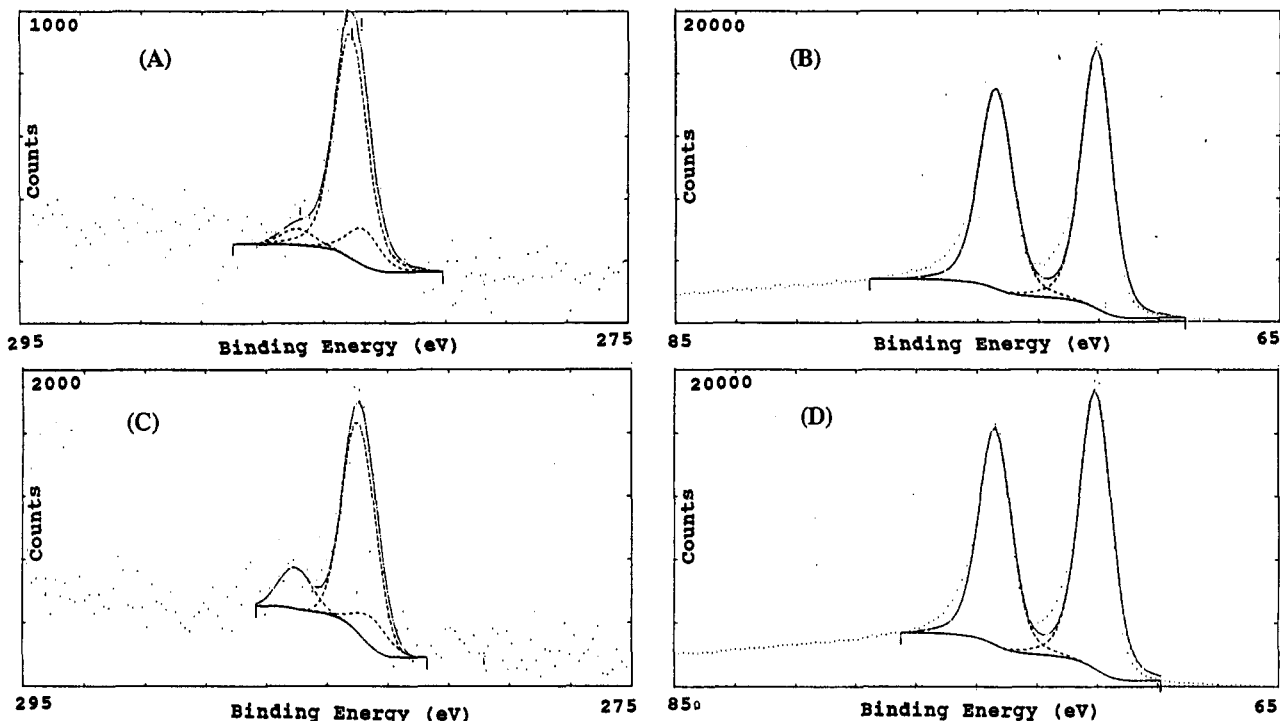 1000
(A)
Counts
295
Binding Energy (eV)
275
20000
(B)
Counts
85
Binding Energy (eV)
65
2000
(C)
Counts
295
Binding Energy (eV)
275
20000
(D)
Counts
85
Binding Energy (eV)
65